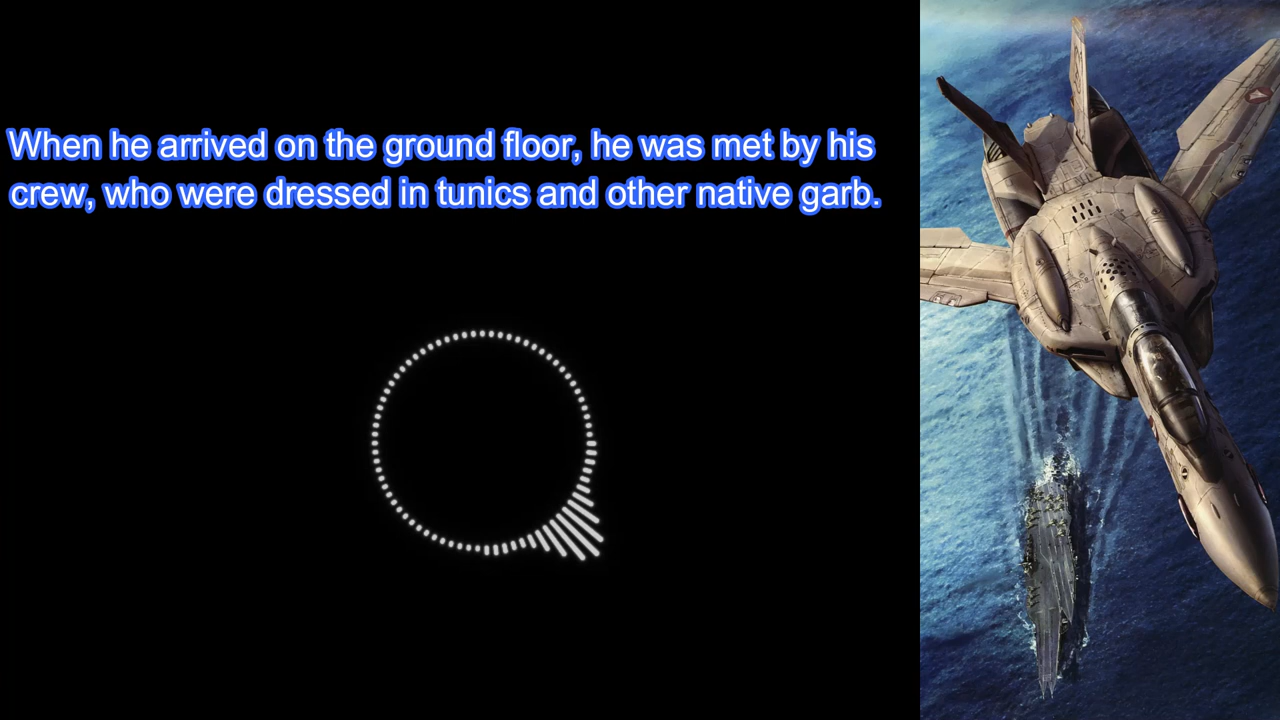 When he arrived on the ground floor, he was met by his
crew, who were dressed in tunics and other native garb.